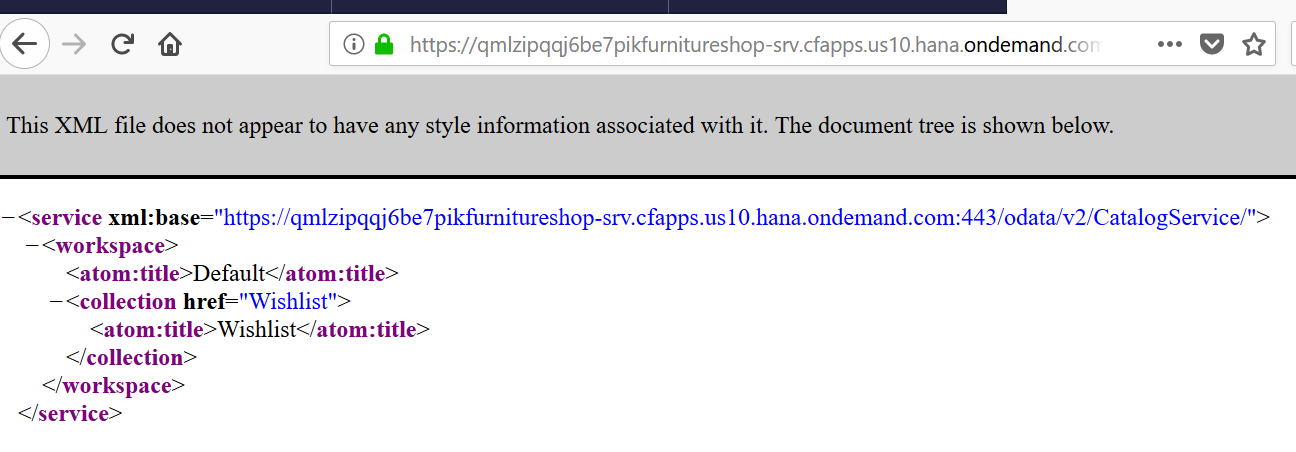 https://qmlzipqqj6be7pikfurnitureshop-srv.cfapps.us10.hana.ondemand.com
This XML file does not appear to have any style information associated with it. The document tree is shown below.
−<service xml:base="https://qmlzipqqj6be7pikfurnitureshop-srv.cfapps.us10.hana.ondemand.com:443/odata/v2/CatalogService/">
−<workspace>
<atom:title>Default</atom:title>
−<collection href="Wishlist">
<atom:title>Wishlist</atom:title>
</collection>
</workspace>
</service>